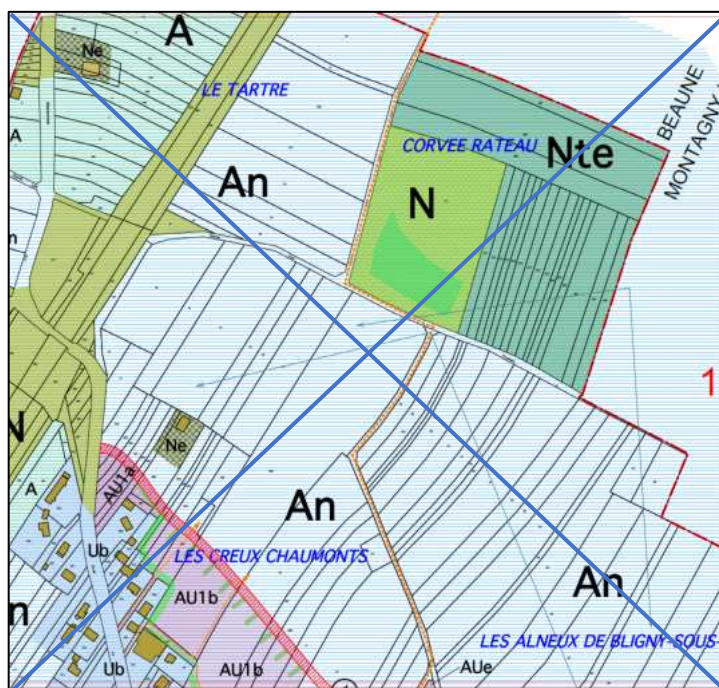 A
Ne
LE TARTRE
A
BEAUNE
MONTAGNY
CORVEE RATEAU
Nte
An
N
1
Ne
N
A
AU1a
An
Ub
LES CREUX CHAUMONTS
An
AU1b
n
LES ALNEUX DE BLIGNY-SOUS-
Ub
AU1b
AUe